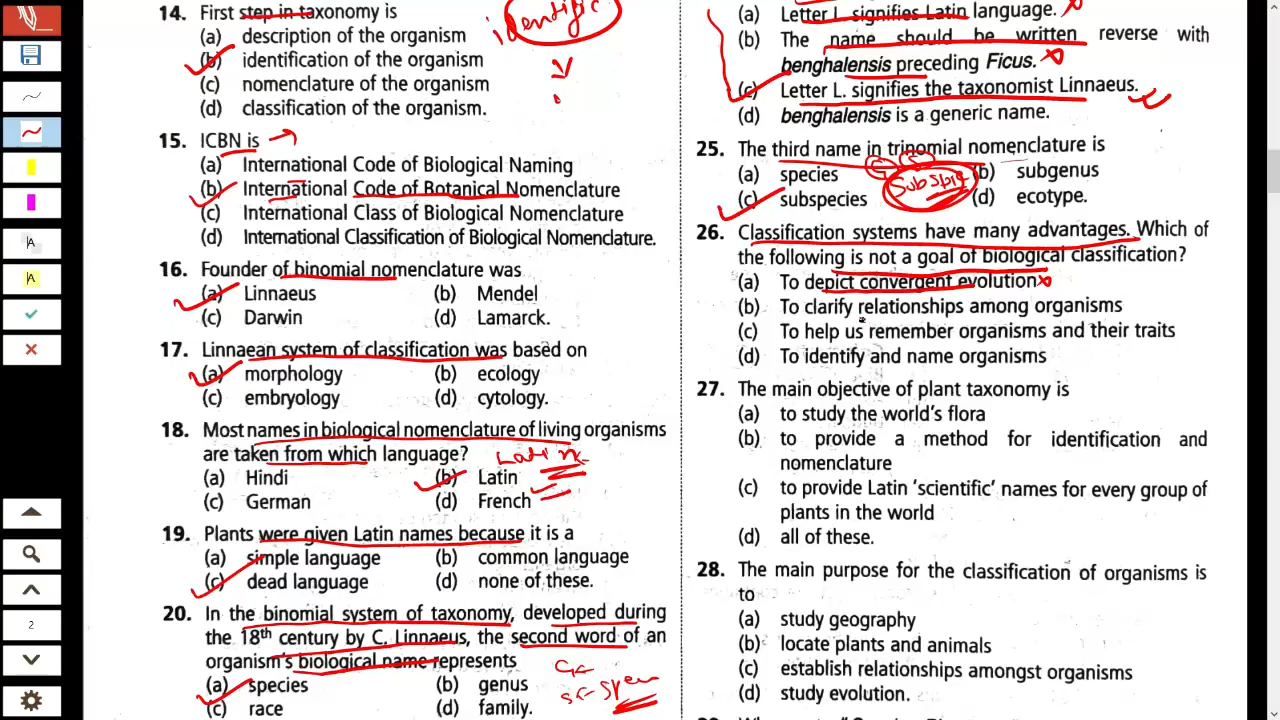 14. First step in taxonomy is
(a) description of the organism
(b) identification of the organism
(c) nomenclature of the organism
(d) classification of the organism.
15. ICBN is
(a) International Code of Biological Naming
(b) International Code of Botanical Nomenclature
(c) International Class of Biological Nomenclature
(d) International Classification of Biological Nomenclature.
16. Founder of binomial nomenclature was
(a) Linnaeus (b) Mendel
(c) Darwin (d) Lamarck.
17. Linnaean system of classification was based on
(a) morphology (b) ecology
(c) embryology (d) cytology.
18. Most names in biological nomenclature of living organisms
are taken from which language?
(a) Hindi (b) Latin
(c) German (d) French
19. Plants were given Latin names because it is a
(a) simple language (b) common language
(c) dead language (d) none of these.
20. In the binomial system of taxonomy, developed during
the 18th century by C. Linnaeus, the second word of an
organism's biological name represents
(a) species (b) genus
(c) race (d) family.
(a) Letter L signifies Latin language.
(b) The name should be written reverse with
benghalensis preceding Ficus.
(c) Letter L. signifies the taxonomist Linnaeus.
(d) benghalensis is a generic name.
25. The third name in trinomial nomenclature is
(a) species (b) subgenus
(c) subspecies (d) ecotype.
26. Classification systems have many advantages. Which of
the following is not a goal of biological classification?
(a) To depict convergent evolution
(b) To clarify relationships among organisms
(c) To help us remember organisms and their traits
(d) To identify and name organisms
27. The main objective of plant taxonomy is
(a) to study the world's flora
(b) to provide a method for identification and
nomenclature
(c) to provide Latin 'scientific' names for every group of
plants in the world
(d) all of these.
28. The main purpose for the classification of organisms is
to
(a) study geography
(b) locate plants and animals
(c) establish relationships amongst organisms
(d) study evolution.
identific
Latin
2